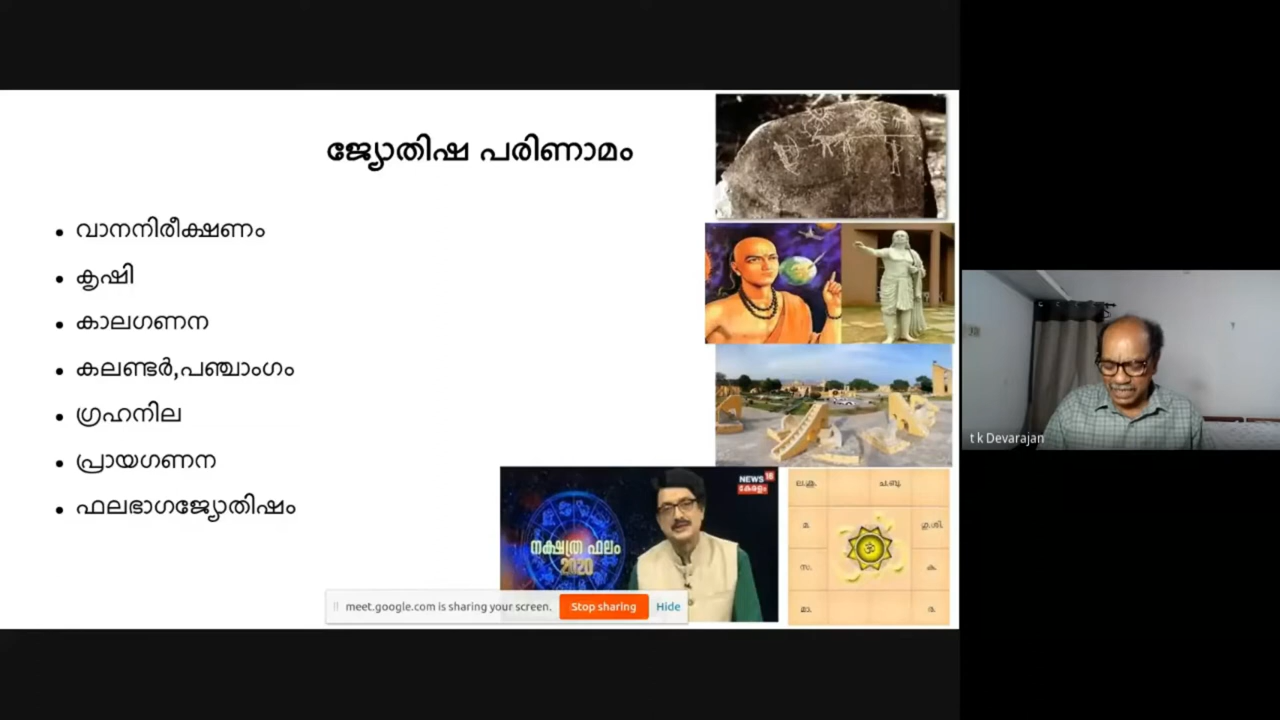 ജ്യോതിഷ പരിണാമം
• വാനനിരീക്ഷണം
• കൃഷി
• കാലഗണന
• കലണ്ടർ,പഞ്ചാംഗം
• ഗ്രഹനില
• പ്രായഗണന
• ഫലഭാഗജ്യോതിഷം
NEWS 18
കേരളം
നക്ഷത്ര ഫലം
2020
meet.google.com is sharing your screen. Stop sharing Hide
മ.
സ.
ക.
മാ.
t k Devarajan